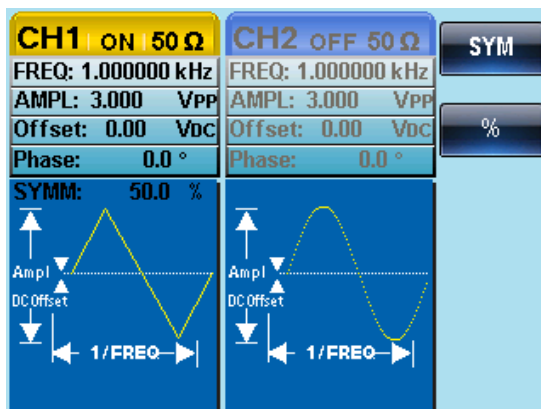 CH1 ON 50 Ω
FREQ: 1.000000 kHz
AMPL: 3.000 VPP
Offset: 0.00 VDC
Phase: 0.0 °
SYMM: 50.0 %
Ampl
DC Offset
1/FREQ
CH2 OFF 50 Ω
FREQ: 1.000000 kHz
AMPL: 3.000 VPP
Offset: 0.00 VDC
Phase: 0.0 °
Ampl
DC Offset
1/FREQ
SYM
%